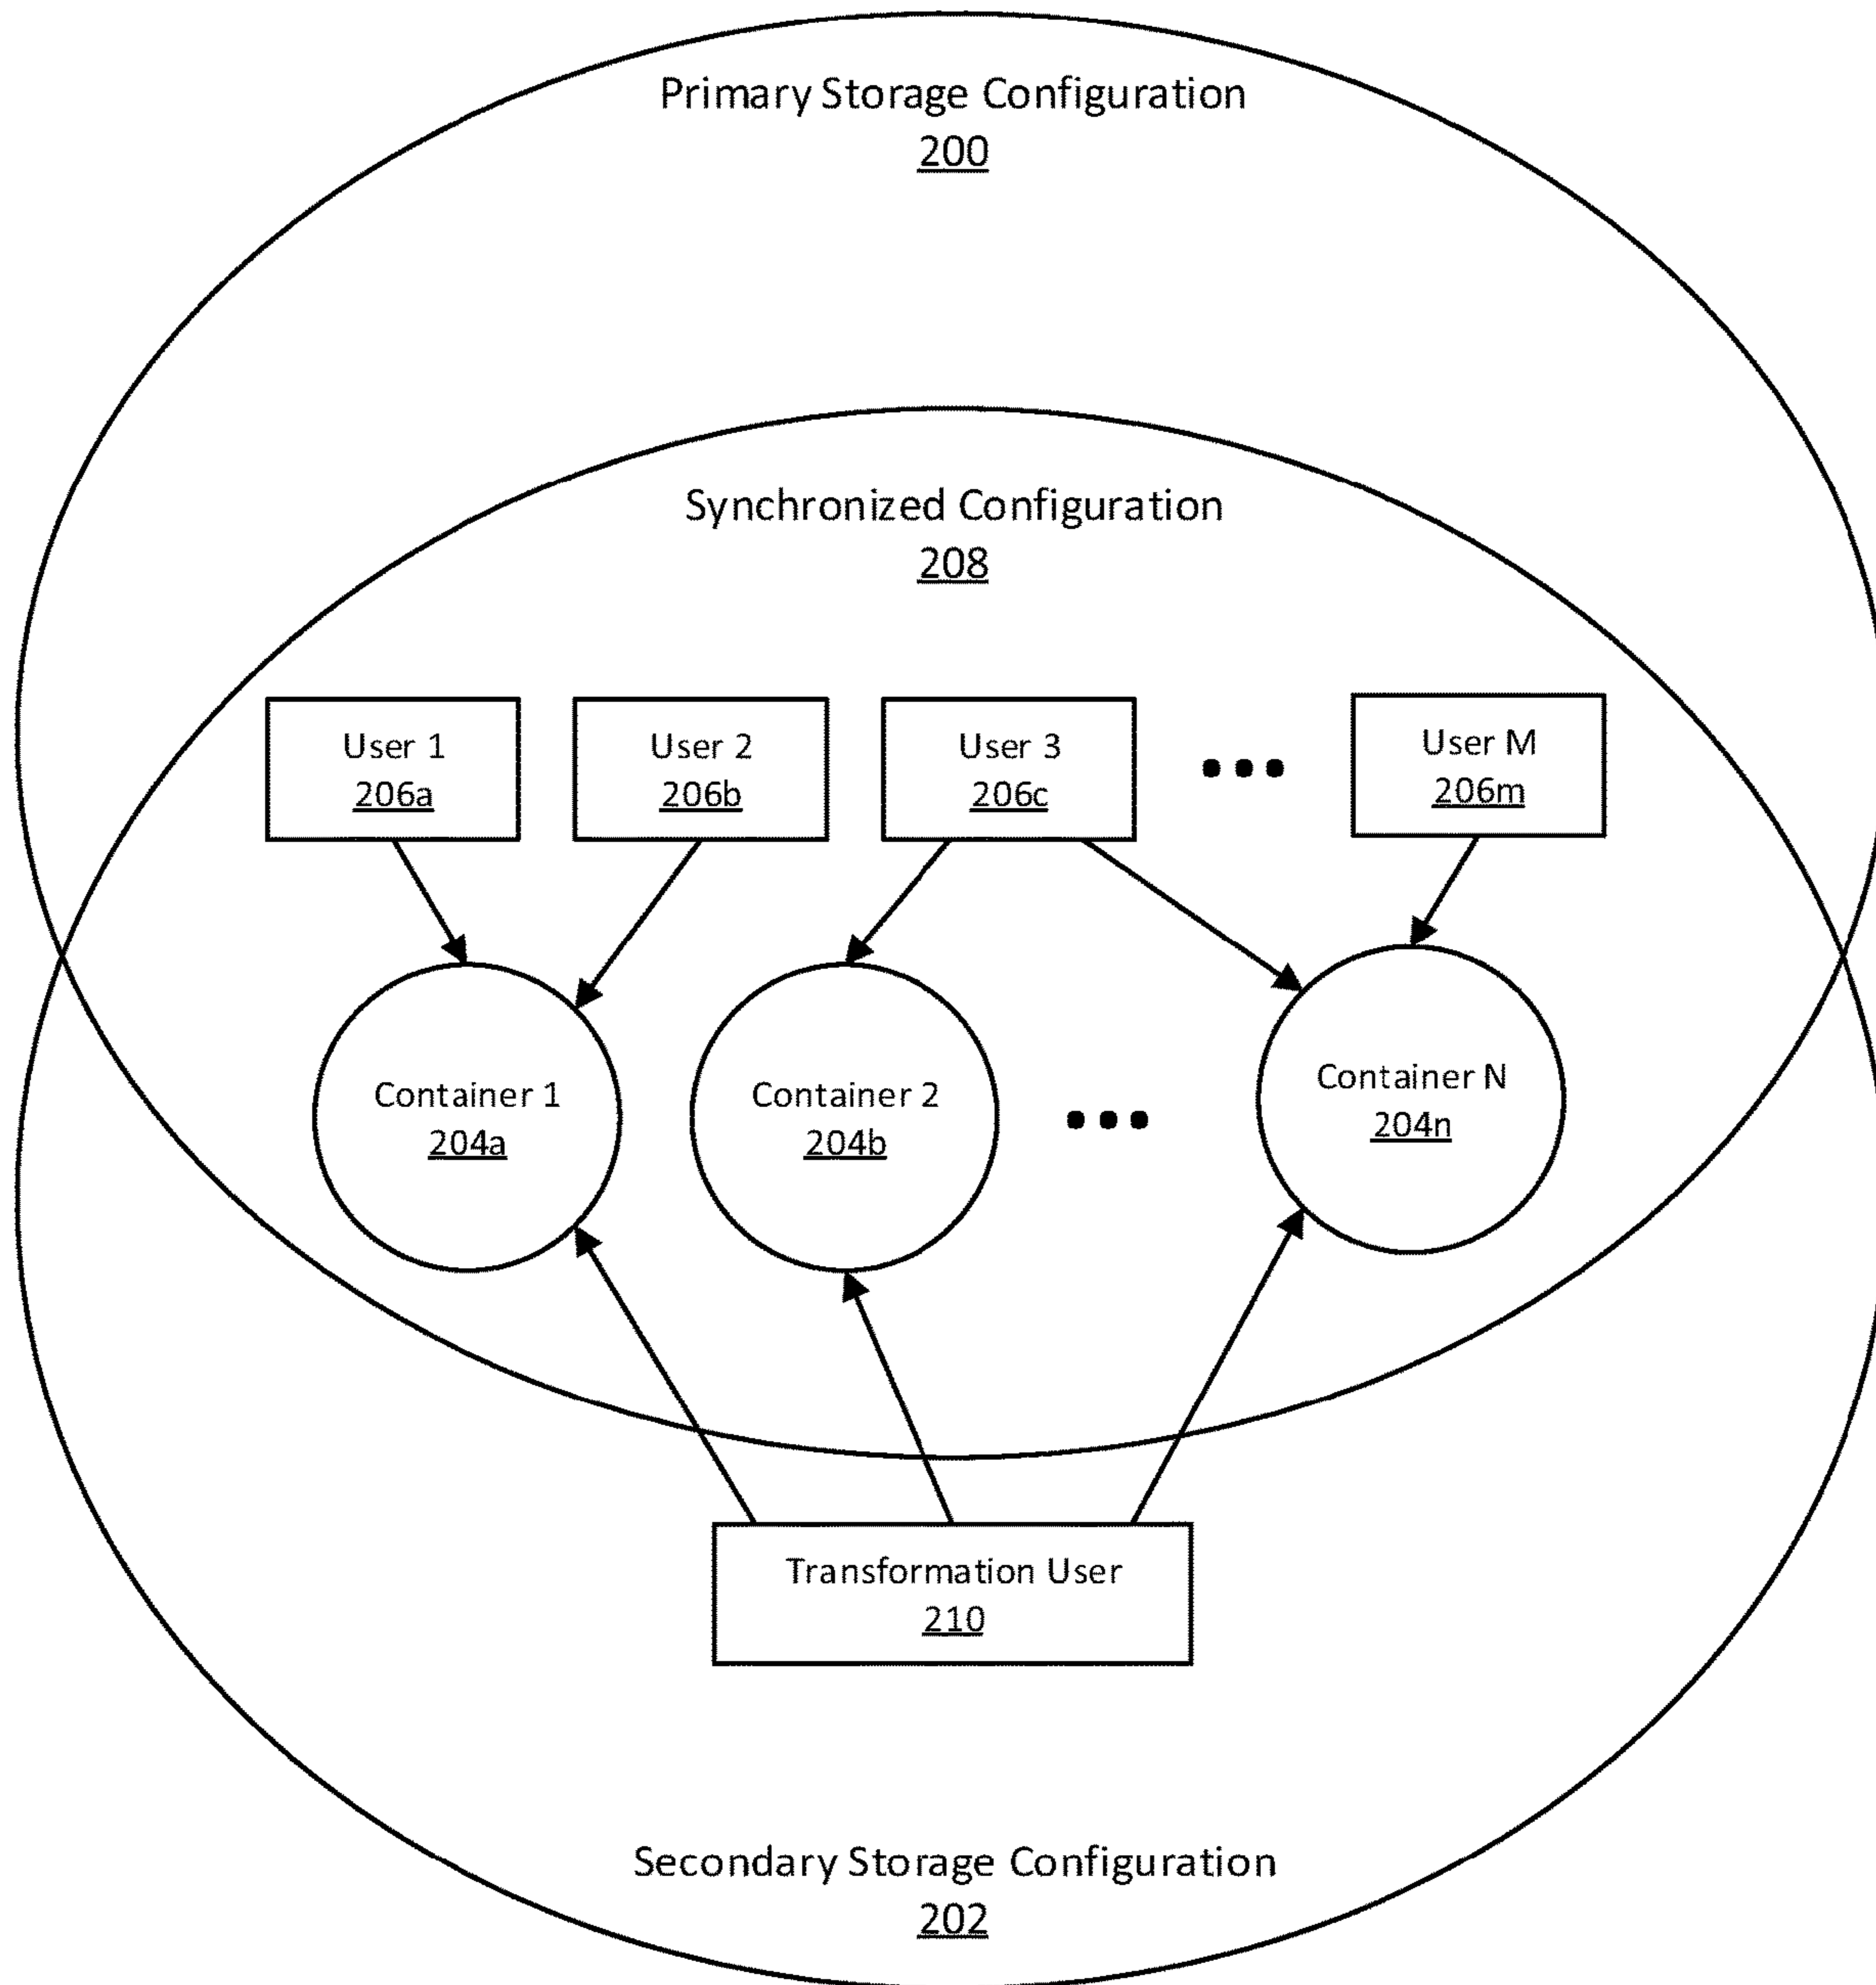 Primary Storage Configuration
200
Synchronized Configuration
208
User 1
206a
User 2
206b
User 3
206c
User M
206m
Container 1
204a
Container 2
204b
Container N
204n
Transformation User
210
Secondary Storage Configuration
202